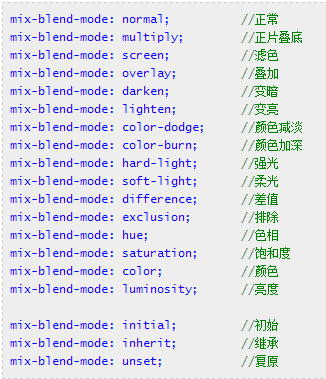 mix-blend-mode: normal;          //正常
mix-blend-mode: multiply;        //正片叠底
mix-blend-mode: screen;          //滤色
mix-blend-mode: overlay;         //叠加
mix-blend-mode: darken;          //变暗
mix-blend-mode: lighten;         //变亮
mix-blend-mode: color-dodge;     //颜色减淡
mix-blend-mode: color-burn;      //颜色加深
mix-blend-mode: hard-light;      //强光
mix-blend-mode: soft-light;      //柔光
mix-blend-mode: difference;      //差值
mix-blend-mode: exclusion;       //排除
mix-blend-mode: hue;             //色相
mix-blend-mode: saturation;      //饱和度
mix-blend-mode: color;           //颜色
mix-blend-mode: luminosity;      //亮度
mix-blend-mode: initial;         //初始
mix-blend-mode: inherit;         //继承
mix-blend-mode: unset;           //复原